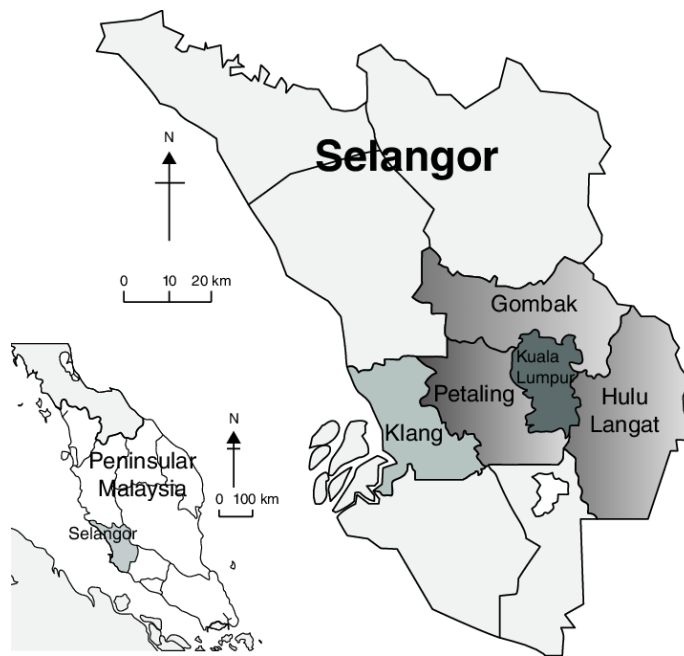 Selangor
N
0 10 20 km
Gombak
Kuala
Lumpur
Petaling
Hulu
Langat
Klang
N
Peninsular
Malaysia
0 100 km
Selangor